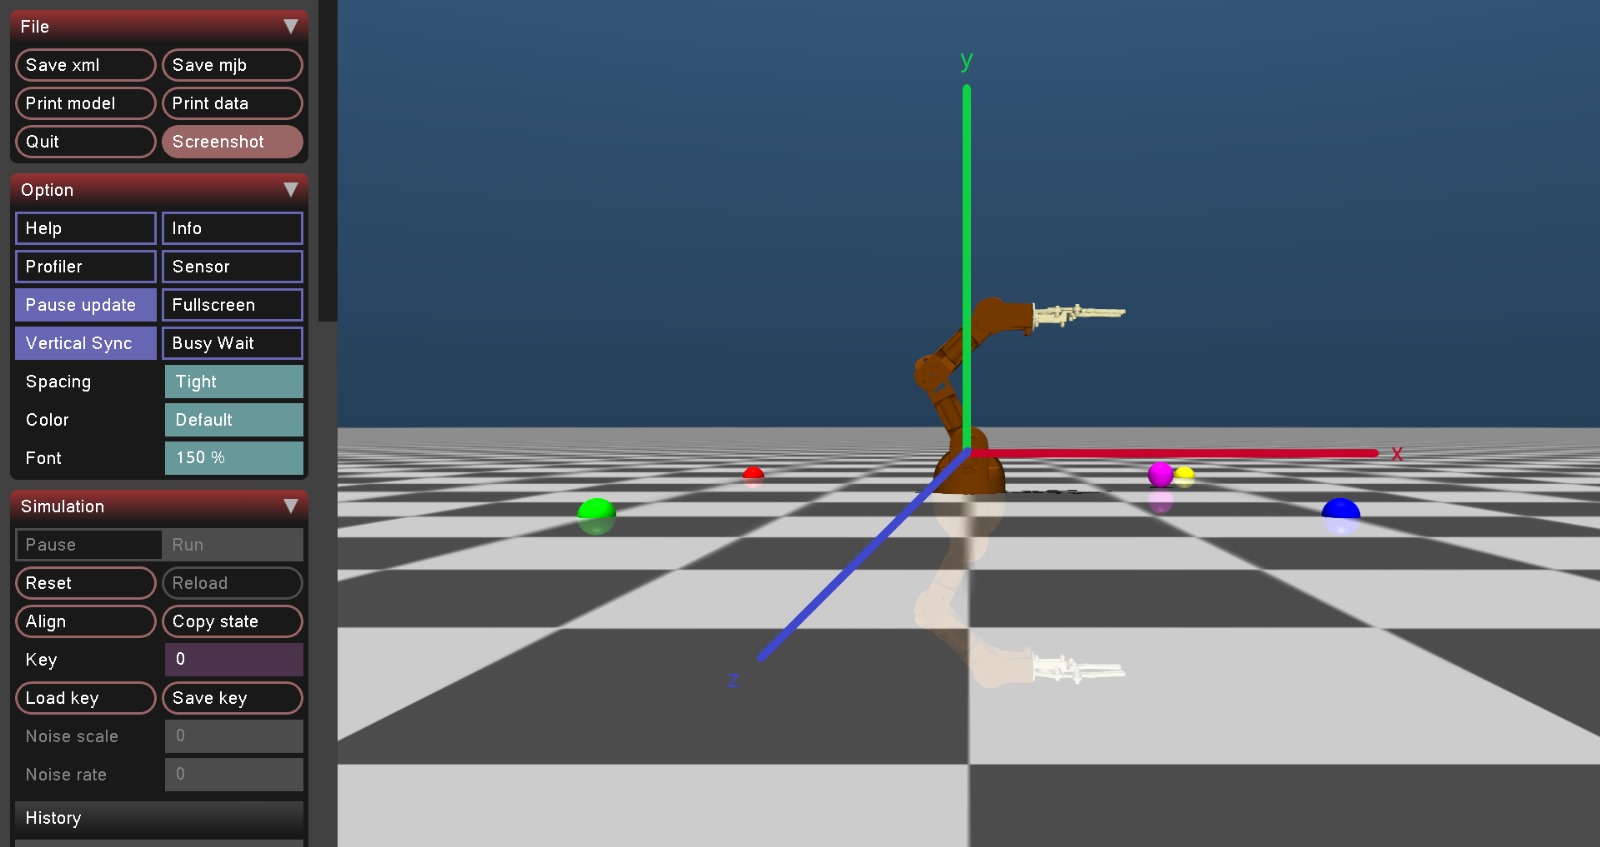 File
Save xml Save mjb
Print model Print data
Quit Screenshot
Option
Help Info
Profiler Sensor
Pause update Fullscreen
Vertical Sync Busy Wait
Spacing Tight
Color Default
Font 150 %
Simulation
Pause Run
Reset Reload
Align Copy state
Key 0
Load key Save key
Noise scale 0
Noise rate 0
History
y
x
z